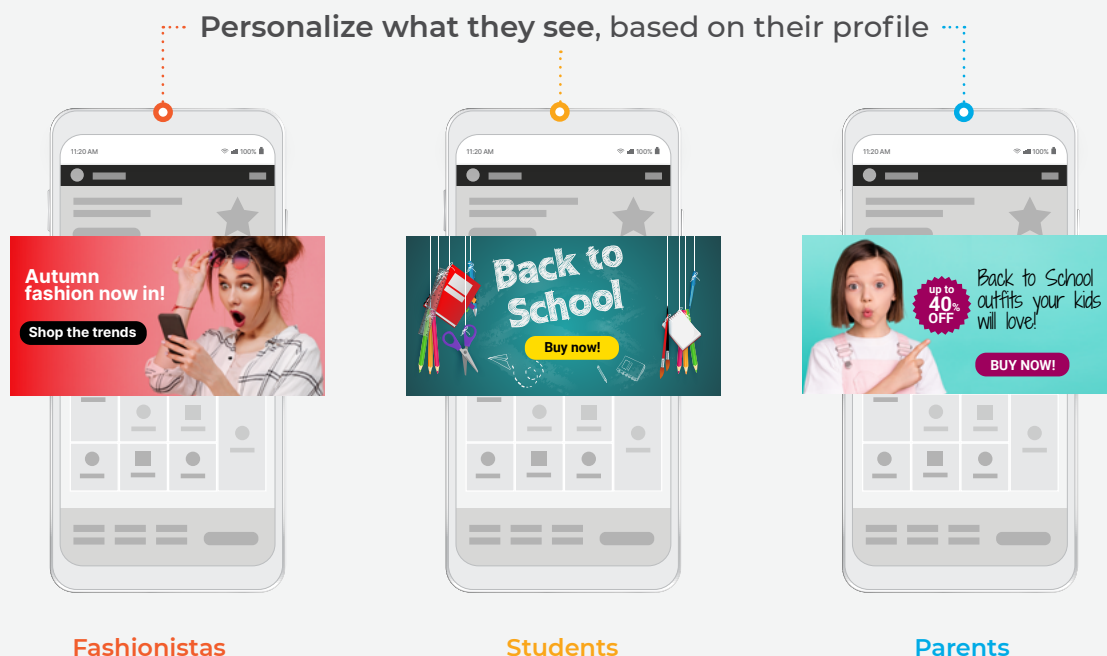 Personalize what they see, based on their profile
11:20 AM
100%
11:20 AM
100%
11:20 AM
100%
Autumn
fashion now in!
Shop the trends
Back to
School
Buy now!
up to
40%
OFF
Back to School
outfits your kids
will love!
BUY NOW!
Fashionistas
Students
Parents